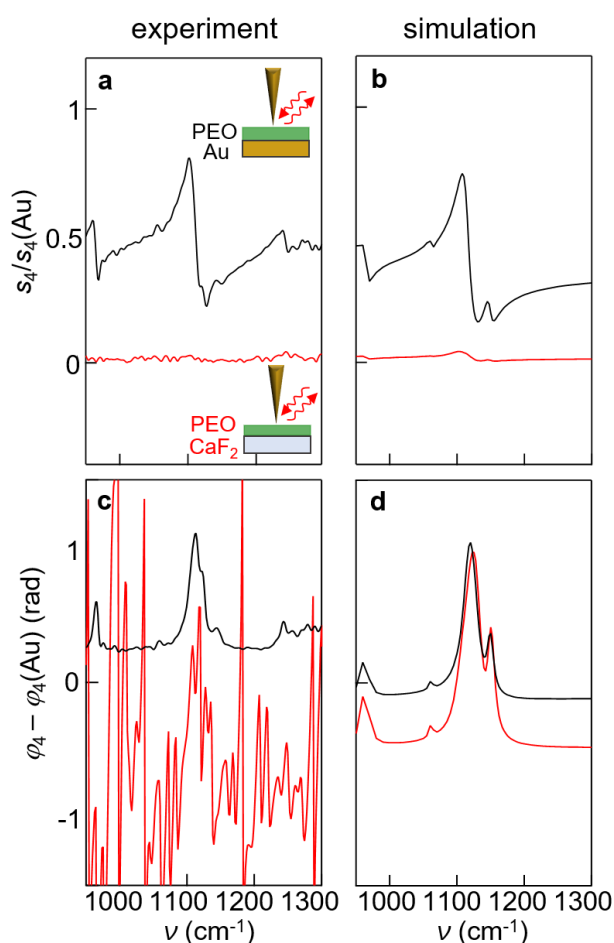 experiment
simulation
a
b
1
0.5
0
s₄/s₄(Au)
PEO
Au
PEO
CaF₂
c
d
1
0
-1
φ₄ – φ₄(Au) (rad)
1000 1100 1200 1300
1000 1100 1200 1300
ν (cm⁻¹)
ν (cm⁻¹)